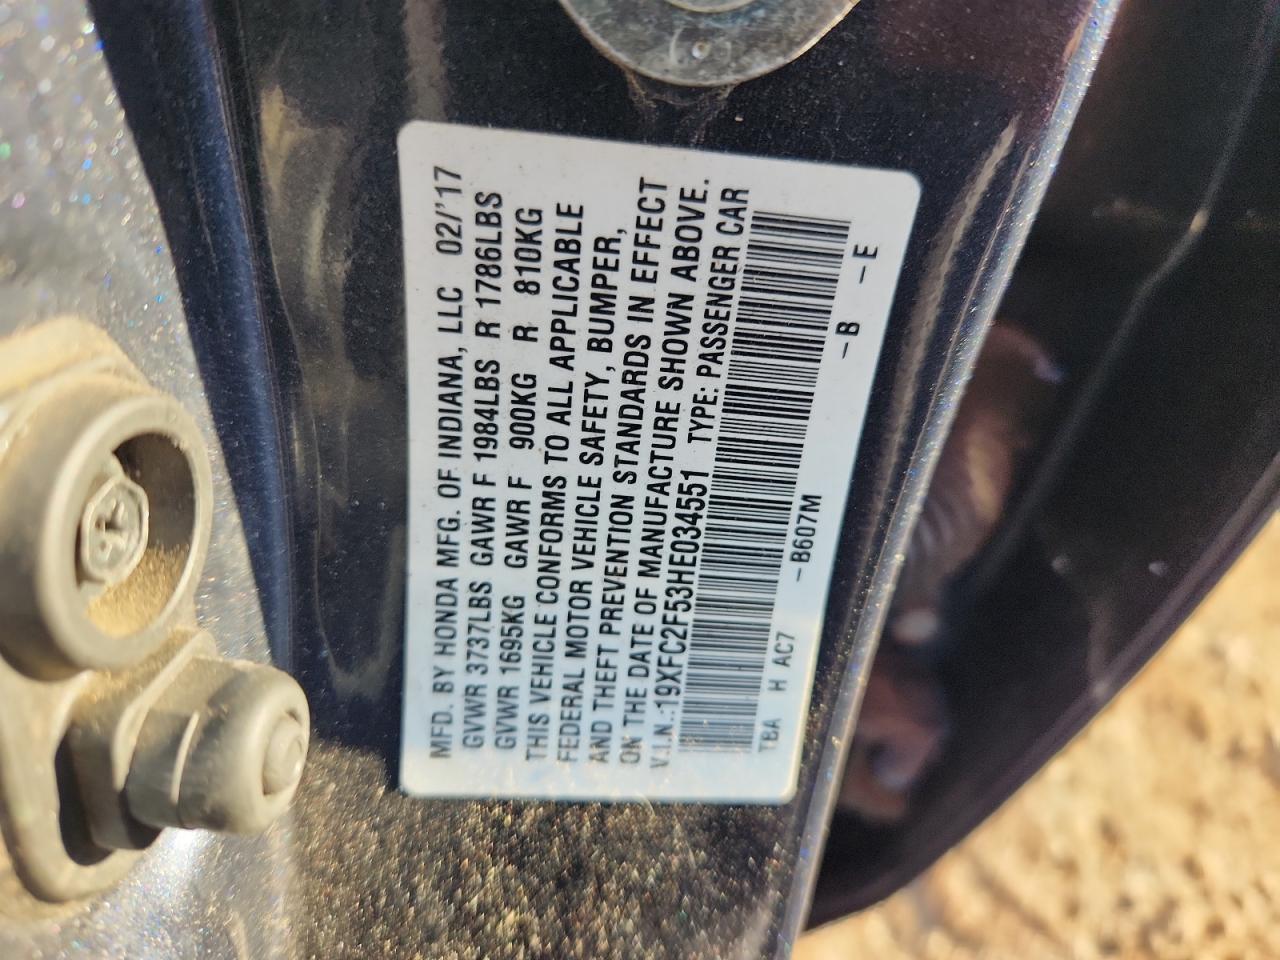 MFD. BY HONDA MFG. OF INDIANA, LLC 02/'17
GVWR 3737LBS GAWR F 1984LBS R 1786LBS
GVWR 1695KG GAWR F 900KG R 810KG
THIS VEHICLE CONFORMS TO ALL APPLICABLE
FEDERAL MOTOR VEHICLE SAFETY, BUMPER,
AND THEFT PREVENTION STANDARDS IN EFFECT
ON THE DATE OF MANUFACTURE SHOWN ABOVE.
V.I.N.:19XFC2F53HE034551 TYPE: PASSENGER CAR
TBA H AC7 -B607M -B -E